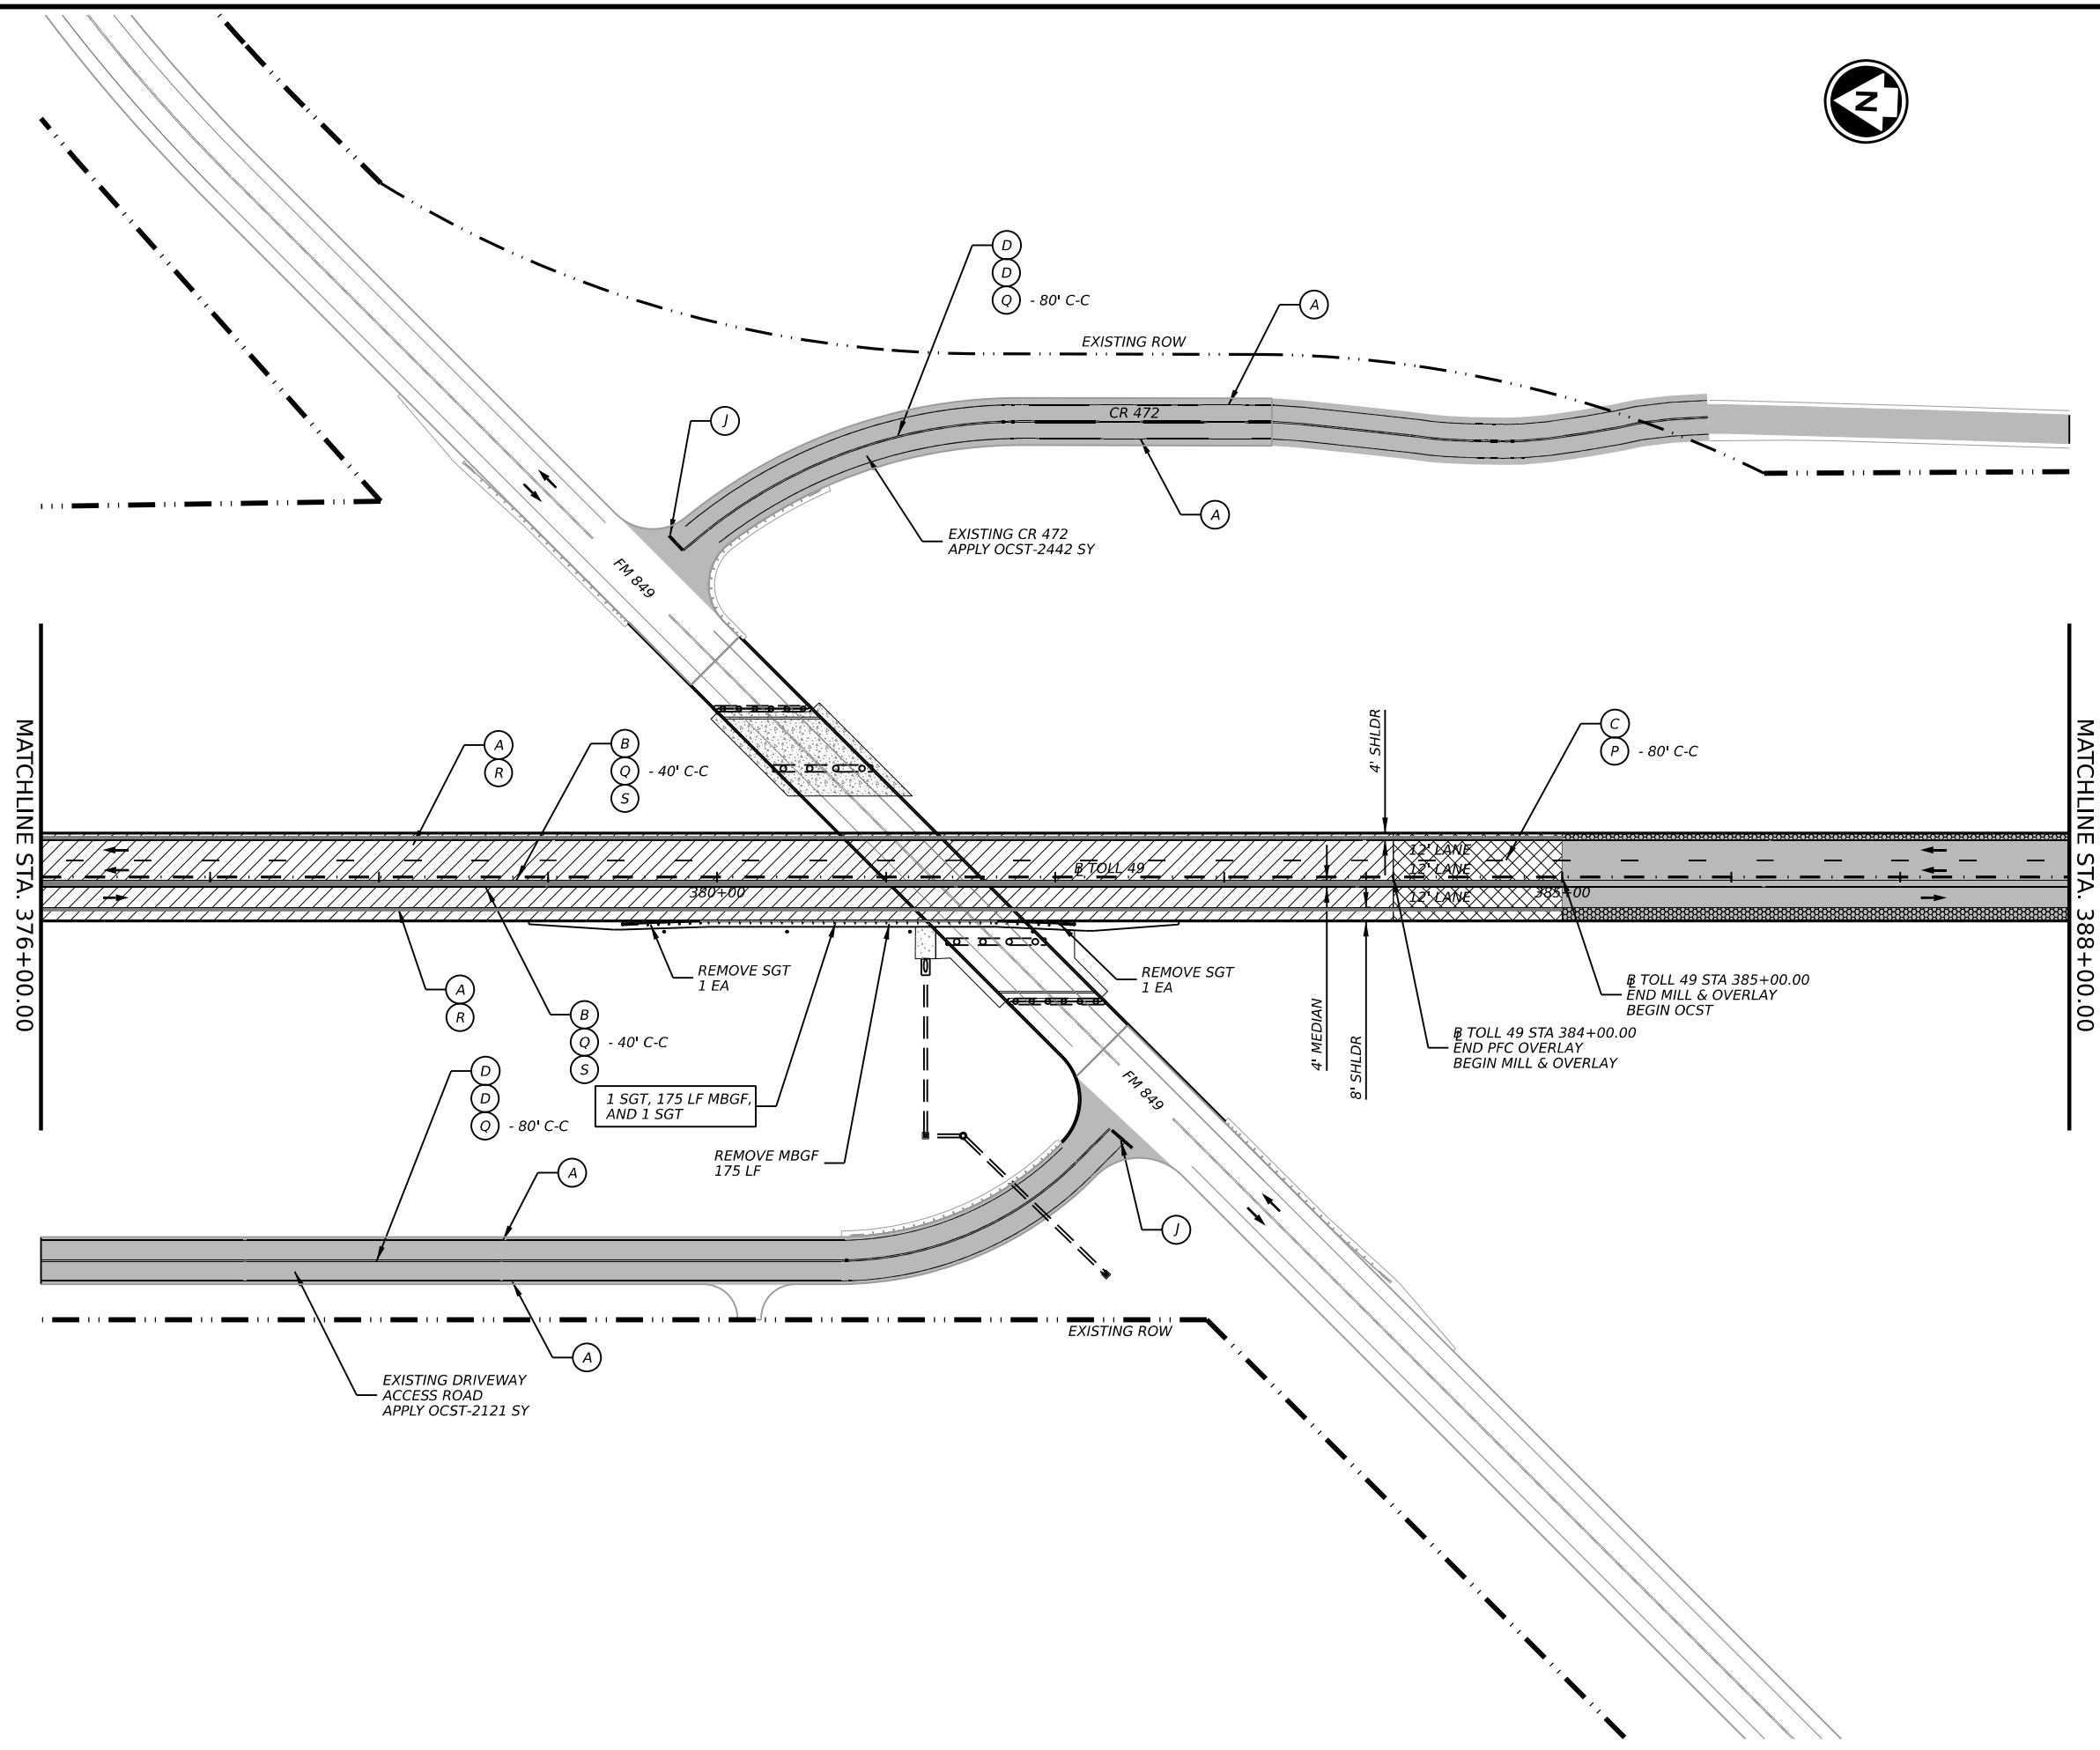 N
D
D
Q - 80' C-C
A
EXISTING ROW
J
CR 472
A
EXISTING CR 472
APPLY OCST-2442 SY
FM 849
MATCHLINE STA. 376+00.00
MATCHLINE STA. 388+00.00
A
R
B
Q - 40' C-C
S
4' SHLDR
C
P - 80' C-C
12' LANE
12' LANE
12' LANE
℄ TOLL 49
380+00
385+00
REMOVE SGT
1 EA
REMOVE SGT
1 EA
A
R
B
Q - 40' C-C
S
4' MEDIAN
8' SHLDR
℄ TOLL 49 STA 385+00.00
END MILL & OVERLAY
BEGIN OCST
℄ TOLL 49 STA 384+00.00
END PFC OVERLAY
BEGIN MILL & OVERLAY
D
D
Q - 80' C-C
1 SGT, 175 LF MBGF,
AND 1 SGT
REMOVE MBGF
175 LF
FM 849
A
J
A
EXISTING ROW
EXISTING DRIVEWAY
ACCESS ROAD
APPLY OCST-2121 SY